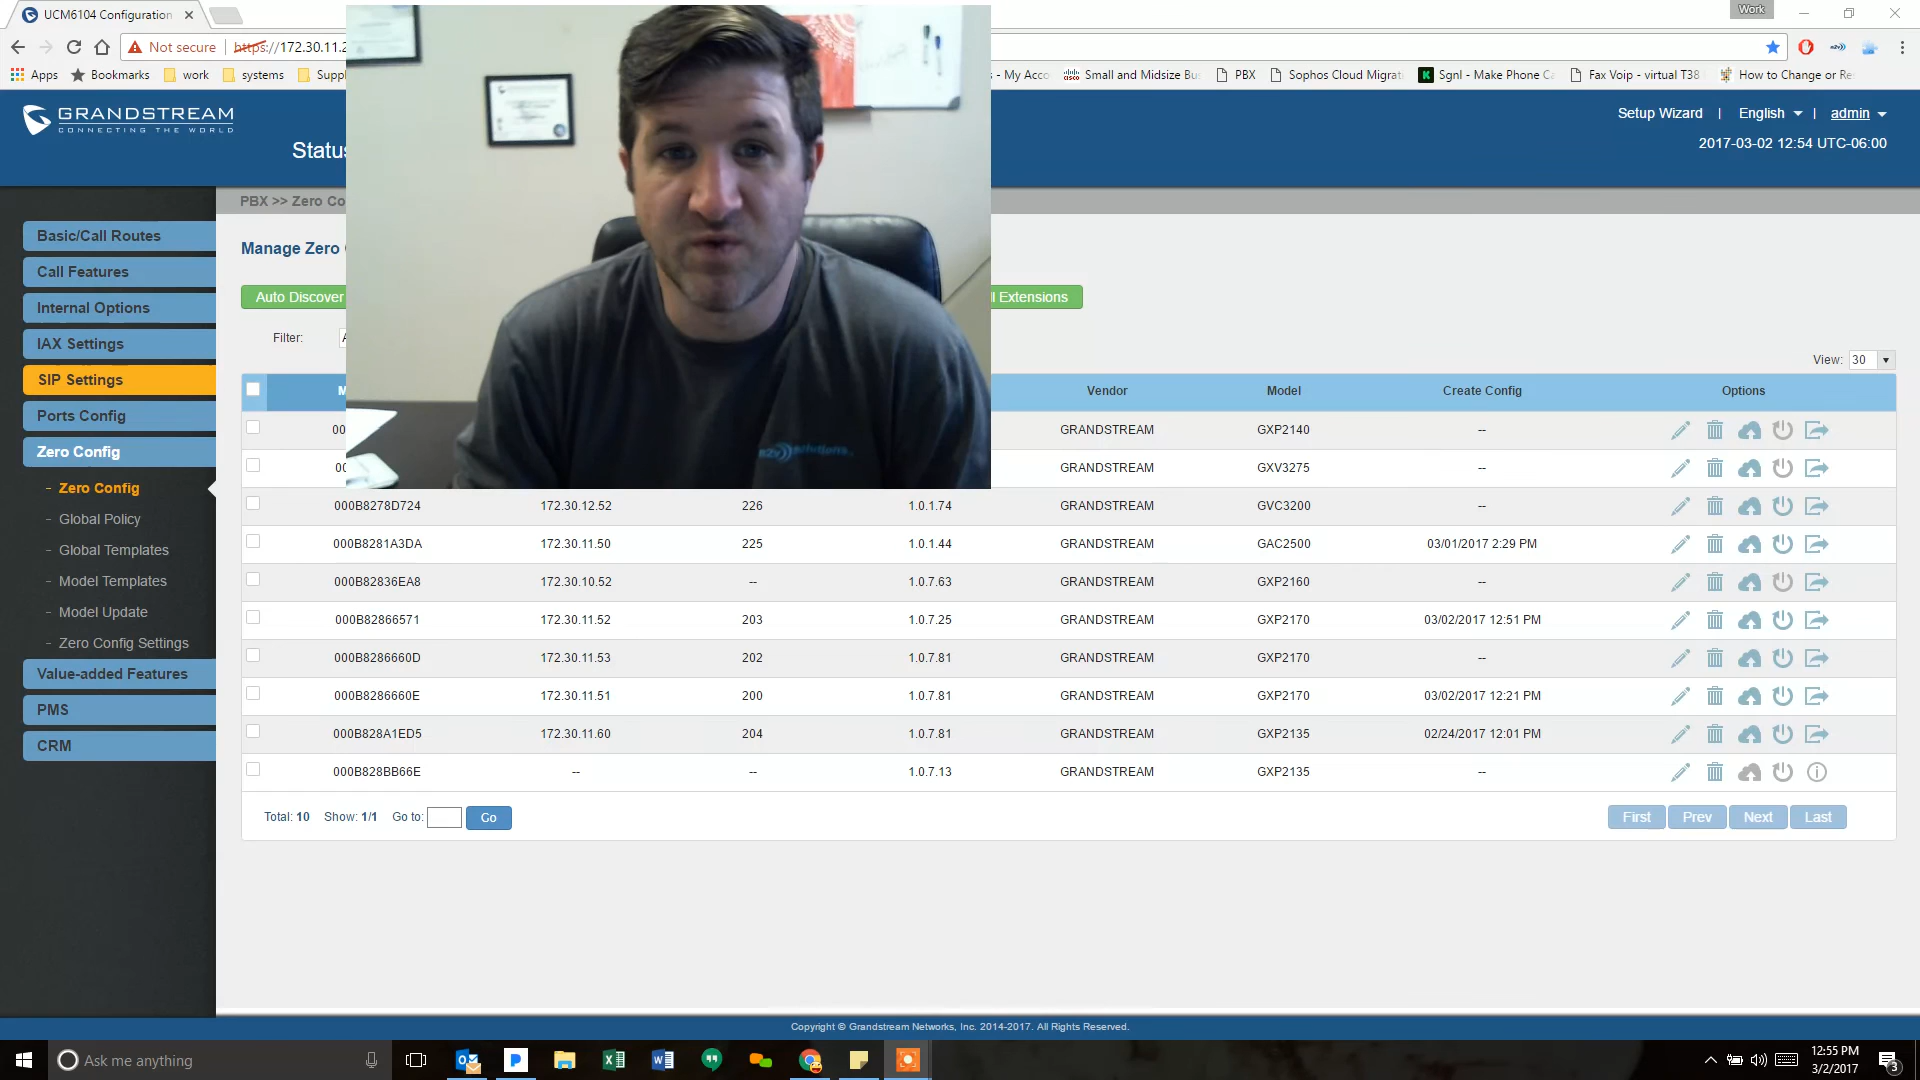 UCM6104 Configuration
Work
Not secure
https://172.30.11.2
Apps
Bookmarks
work
systems
- My Acco
Small and Midsize Bu
PBX
Sophos Cloud Migrat
Sgnl - Make Phone Ca
Fax Voip - virtual T38
How to Change or Re
GRANDSTREAM
CONNECTING THE WORLD
Setup Wizard | English | admin
2017-03-02 12:54 UTC-06:00
PBX >> Zero Co
Basic/Call Routes
Call Features
Internal Options
IAX Settings
SIP Settings
Ports Config
Zero Config
- Zero Config
- Global Policy
- Global Templates
- Model Templates
- Model Update
- Zero Config Settings
Value-added Features
PMS
CRM
Manage Zero
Auto Discover
Extensions
Filter:
View: 30
Vendor Model Create Config Options
00 GRANDSTREAM GXP2140 --
GRANDSTREAM GXV3275 --
000B8278D724 172.30.12.52 226 1.0.1.74 GRANDSTREAM GVC3200 --
000B8281A3DA 172.30.11.50 225 1.0.1.44 GRANDSTREAM GAC2500 03/01/2017 2:29 PM
000B82836EA8 172.30.10.52 -- 1.0.7.63 GRANDSTREAM GXP2160 --
000B82866571 172.30.11.52 203 1.0.7.25 GRANDSTREAM GXP2170 03/02/2017 12:51 PM
000B8286660D 172.30.11.53 202 1.0.7.81 GRANDSTREAM GXP2170 --
000B8286660E 172.30.11.51 200 1.0.7.81 GRANDSTREAM GXP2170 03/02/2017 12:21 PM
000B828A1ED5 172.30.11.60 204 1.0.7.81 GRANDSTREAM GXP2135 02/24/2017 12:01 PM
000B828BB66E -- -- 1.0.7.13 GRANDSTREAM GXP2135 --
Total: 10 Show: 1/1 Go to: Go
First Prev Next Last
Copyright © Grandstream Networks, Inc. 2014-2017. All Rights Reserved.
Ask me anything
12:55 PM
3/2/2017
3